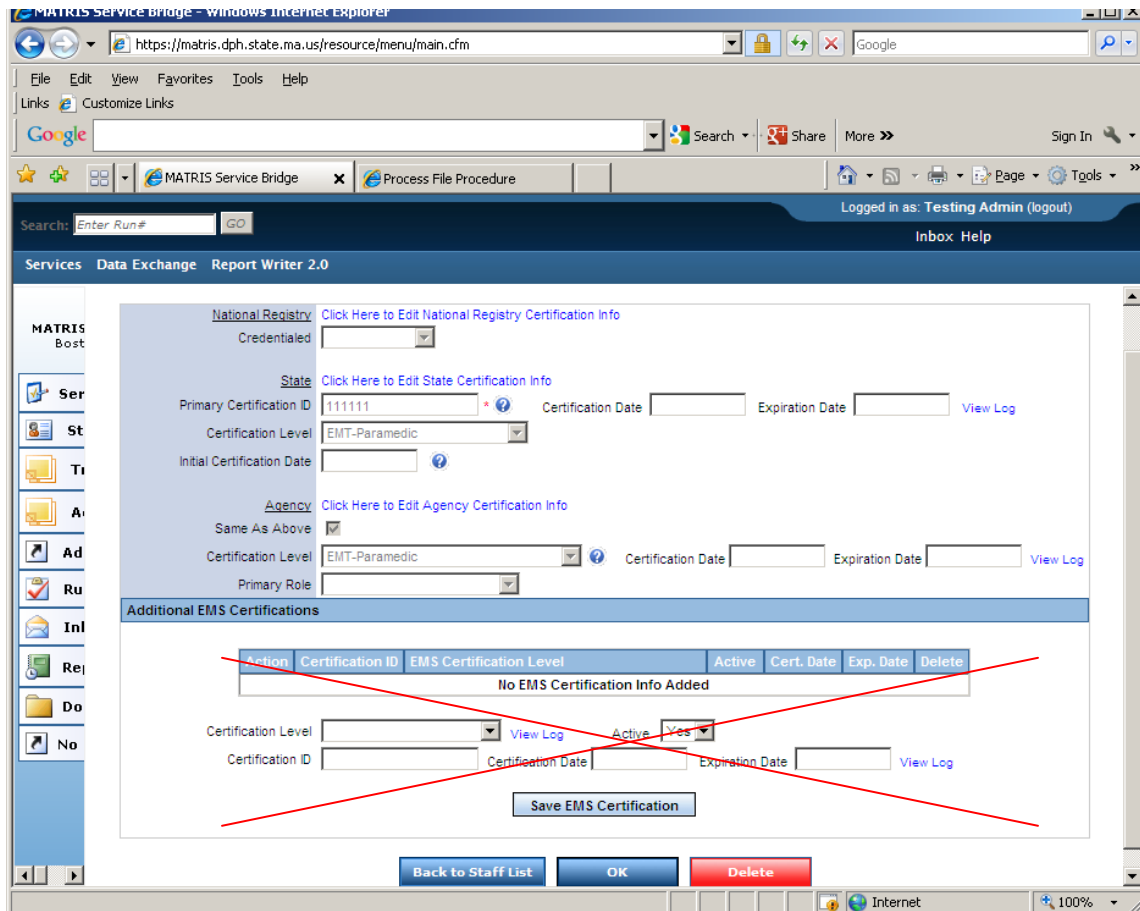 MATRIS Service Bridge - Windows Internet Explorer
https://matris.dph.state.ma.us/resource/menu/main.cfm
Google
File Edit View Favorites Tools Help
Links Customize Links
Google Search Share More >> Sign In
MATRIS Service Bridge x Process File Procedure Page Tools >>
Logged in as: Testing Admin (logout)
Search: Enter Run# GO
Inbox Help
Services Data Exchange Report Writer 2.0
National Registry Click Here to Edit National Registry Certification Info
MATRIS
Bost
Credentialed
State Click Here to Edit State Certification Info
Ser
Primary Certification ID 111111 * ? Certification Date Expiration Date View Log
St
Certification Level EMT-Paramedic
Initial Certification Date ?
Agency Click Here to Edit Agency Certification Info
Same As Above
Ad
Certification Level EMT-Paramedic ? Certification Date Expiration Date View Log
Ru
Primary Role
Additional EMS Certifications
Action Certification ID EMS Certification Level Active Cert. Date Exp. Date Delete
No EMS Certification Info Added
Do
Certification Level View Log Active Yes
No
Certification ID Certification Date Expiration Date View Log
Save EMS Certification
Back to Staff List OK Delete
Internet 100%